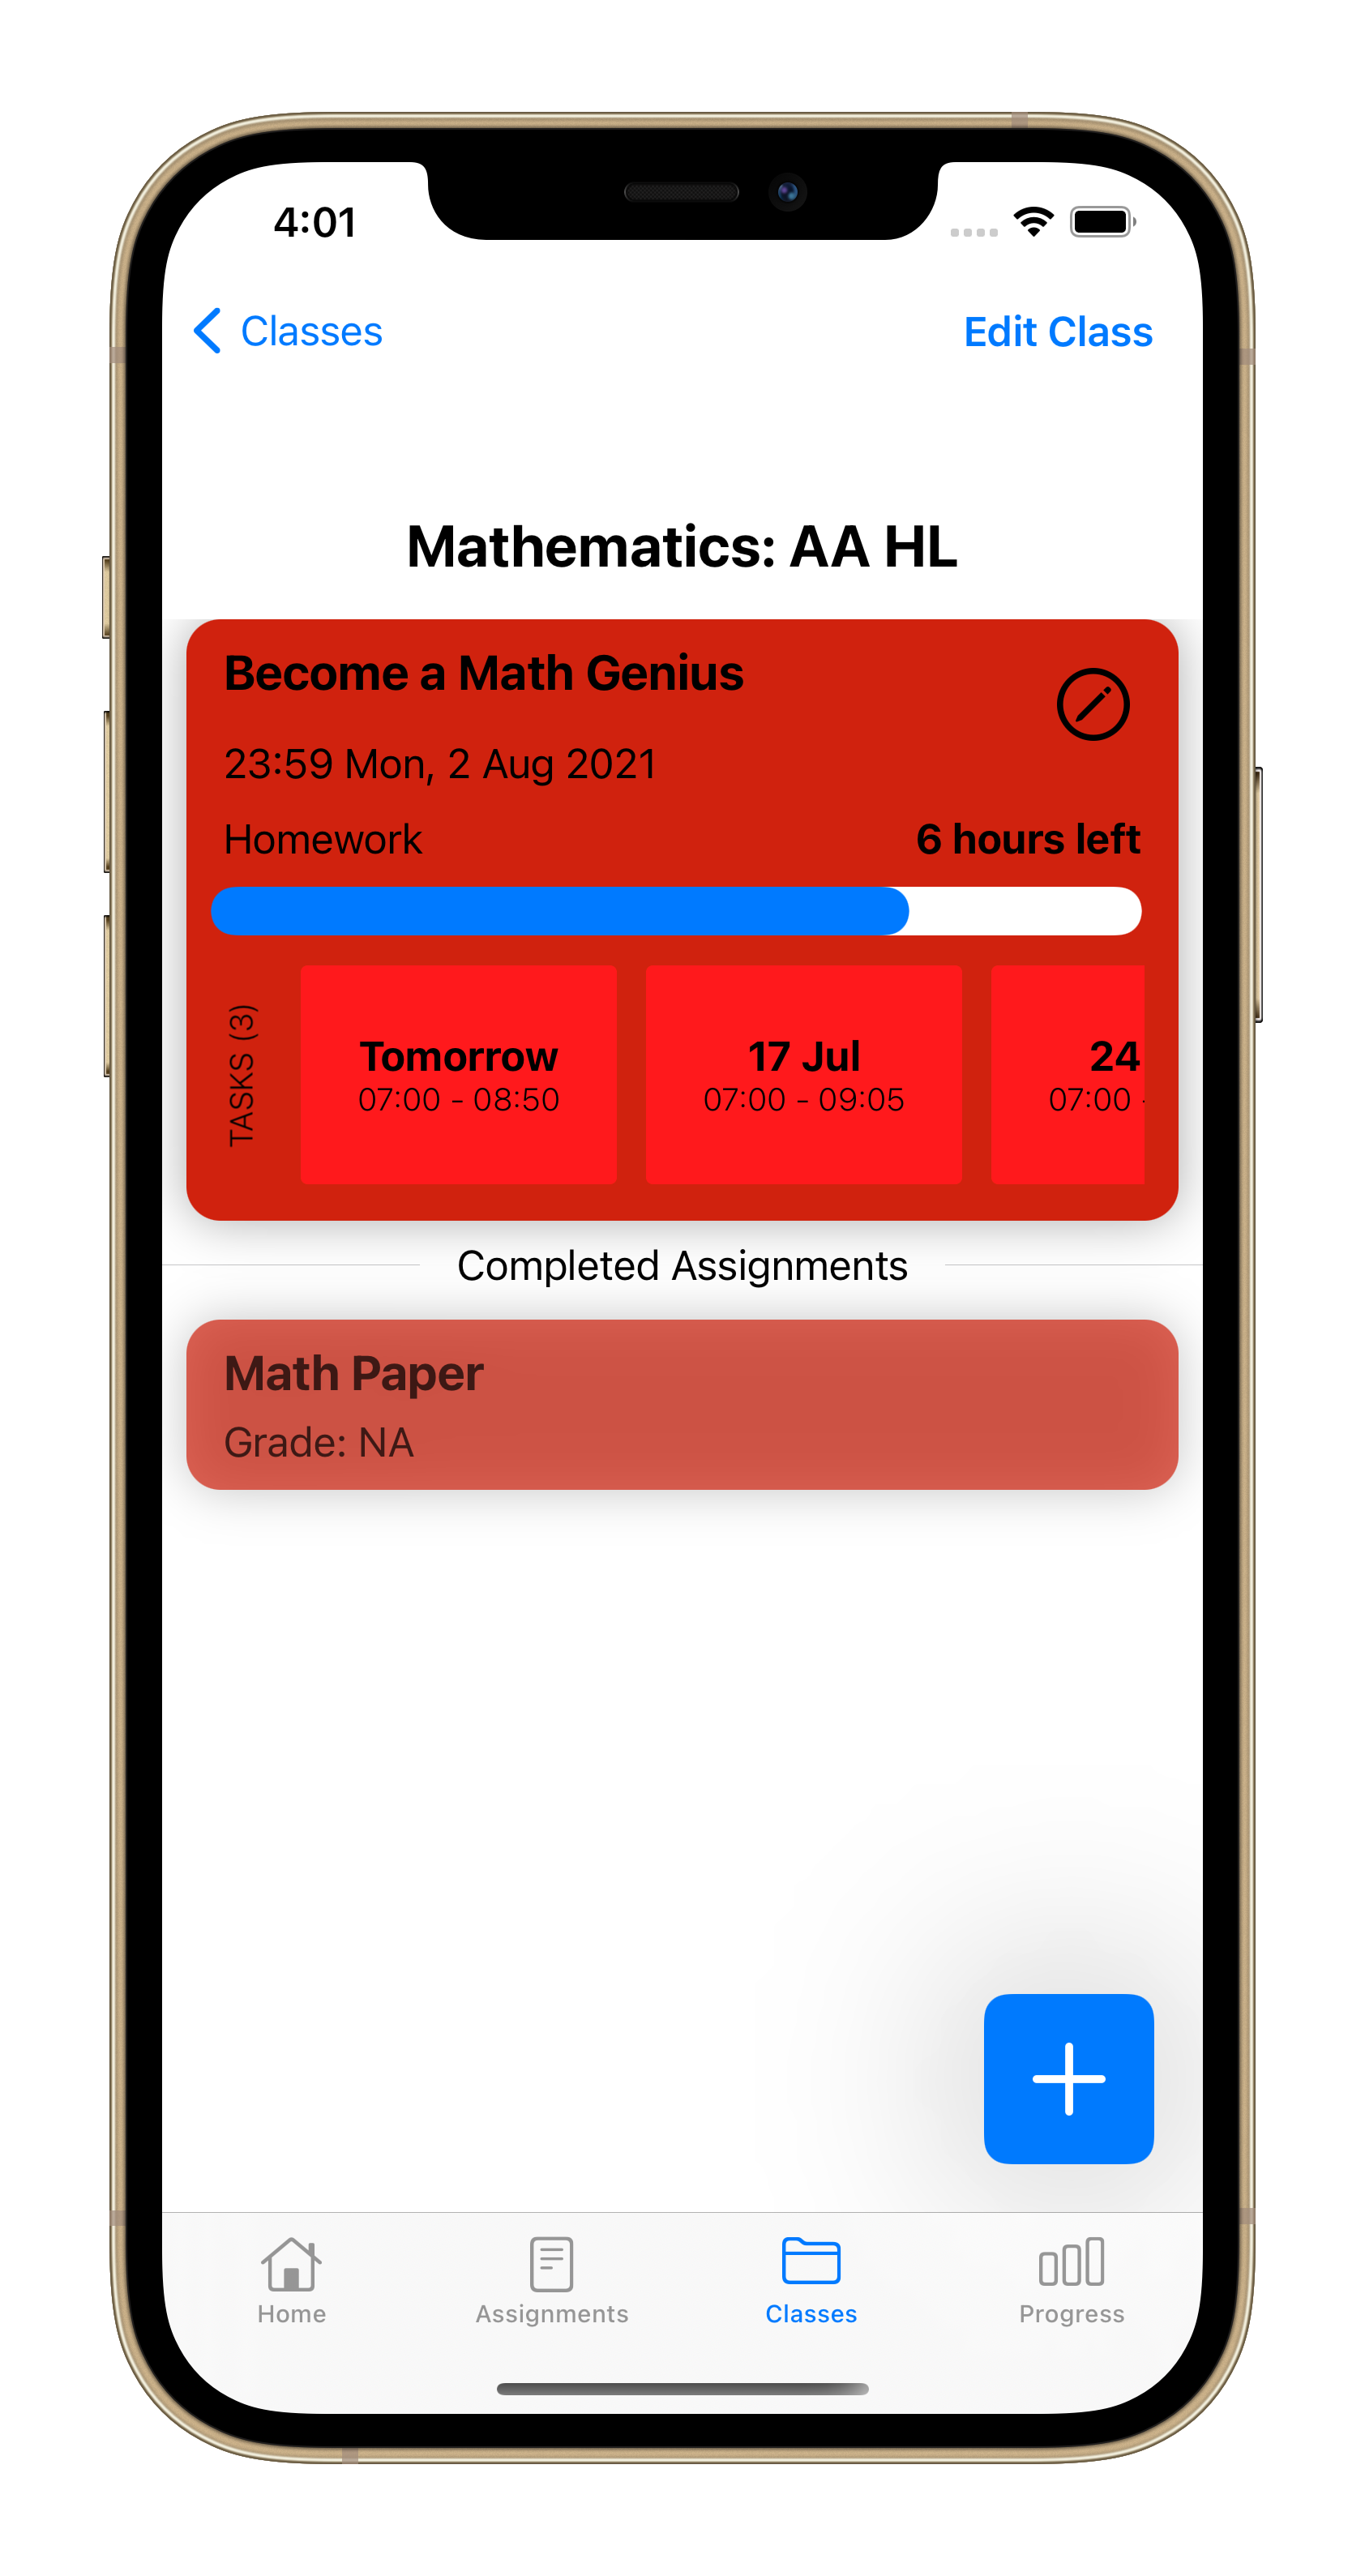 4:01
Classes
Edit Class
Mathematics: AA HL
Become a Math Genius
23:59 Mon, 2 Aug 2021
Homework
6 hours left
TASKS (3)
Tomorrow
07:00 - 08:50
17 Jul
07:00 - 09:05
24
07:00 -
Completed Assignments
Math Paper
Grade: NA
Home
Assignments
Classes
Progress